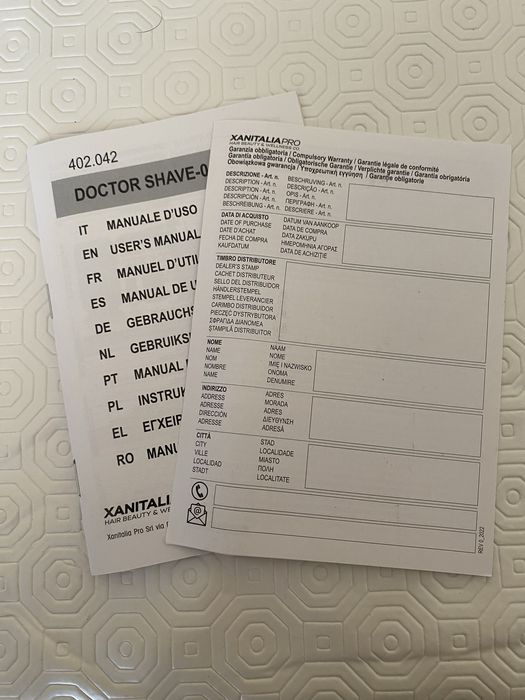 402.042
DOCTOR SHAVE-0
IT MANUALE D'USO
EN USER'S MANUAL
FR MANUEL D'UTI
ES MANUAL DE U
DE GEBRAUCHS
NL GEBRUIKS
PT MANUAL
PL INSTRU
EL ΕΓΧΕΙΡ
RO MANU
XANITALI
HAIR BEAUTY & WE
Xanitalia Pro Srl via
XANITALIAPRO
HAIR BEAUTY & WELLNESS CO.
Garanzia obbligatoria / Compulsory Warranty / Garantie légale de conformité
Garantía obligatoria / Obligatorische Garantie / Verplichte garantie / Garantia obrigatória
Obowiązkowa gwarancja / Υποχρεωτική εγγύηση / Garanție obligatorie
DESCRIZIONE - Art. n. BESCHRIJVING - Art. n.
DESCRIPTION - Art. n. DESCRIÇÃO - Art. n.
DESCRIPTION - Art. n. OPIS - Art. n.
DESCRIPCIÓN - Art. n. ΠΕΡΙΓΡΑΦΗ - Art. n.
BESCHREIBUNG - Art. n. DESCRIERE - Art. n.
DATA DI ACQUISTO DATUM VAN AANKOOP
DATE OF PURCHASE DATA DE COMPRA
DATE D'ACHAT DATA ZAKUPU
FECHA DE COMPRA ΗΜΕΡΟΜΗΝΙΑ ΑΓΟΡΑΣ
KAUFDATUM DATA DE ACHIZIȚIE
TIMBRO DISTRIBUTORE
DEALER'S STAMP
CACHET DISTRIBUTEUR
SELLO DEL DISTRIBUIDOR
HÄNDLERSTEMPEL
STEMPEL LEVERANCIER
CARIMBO DISTRIBUIDOR
PIECZĘĆ DYSTRYBUTORA
ΣΦΡΑΓΙΔΑ ΔΙΑΝΟΜΕΑ
ȘTAMPILĂ DISTRIBUITOR
NOME NAAM
NAME NOME
NOM IMIĘ I NAZWISKO
NOMBRE ΟΝΟΜΑ
NAME DENUMIRE
INDIRIZZO ADRES
ADDRESS MORADA
ADRESSE ADRES
DIRECCIÓN ΔΙΕΥΘΥΝΣΗ
ADRESSE ADRESĂ
CITTÀ STAD
CITY LOCALIDADE
VILLE MIASTO
LOCALIDAD ΠΟΛΗ
STADT LOCALITATE
REV 0_2022